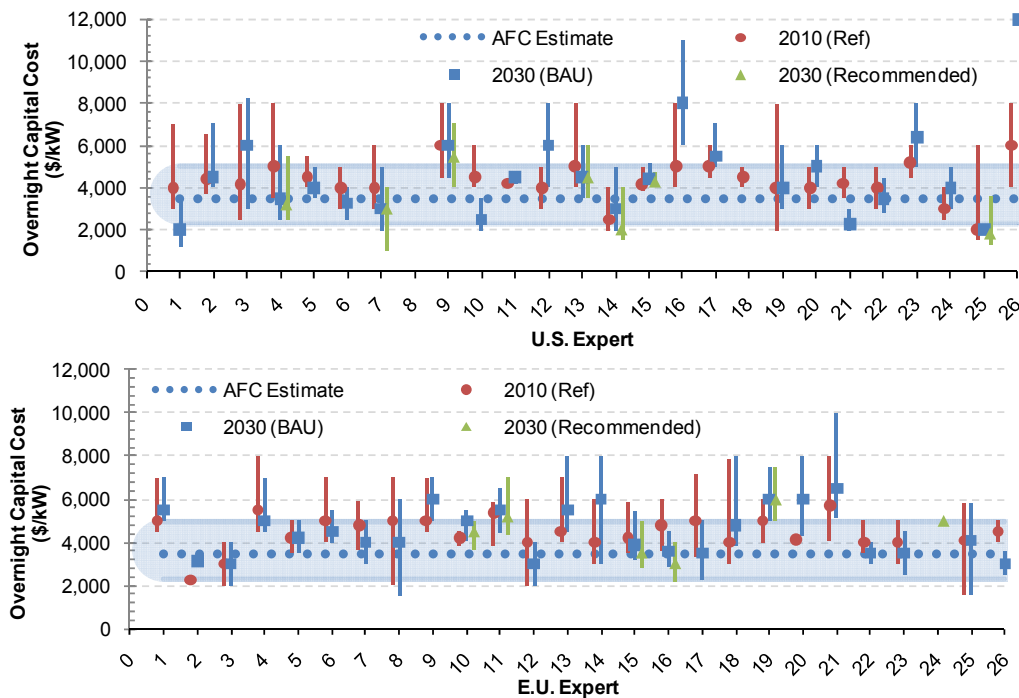 12,000
10,000
8,000
6,000
4,000
2,000
0
Overnight Capital Cost
($/kW)
AFC Estimate
2010 (Ref)
2030 (BAU)
2030 (Recommended)
0 1 2 3 4 5 6 7 8 9 10 11 12 13 14 15 16 17 18 19 20 21 22 23 24 25 26
U.S. Expert
12,000
10,000
8,000
6,000
4,000
2,000
0
Overnight Capital Cost
($/kW)
AFC Estimate
2010 (Ref)
2030 (BAU)
2030 (Recommended)
0 1 2 3 4 5 6 7 8 9 10 11 12 13 14 15 16 17 18 19 20 21 22 23 24 25 26
E.U. Expert